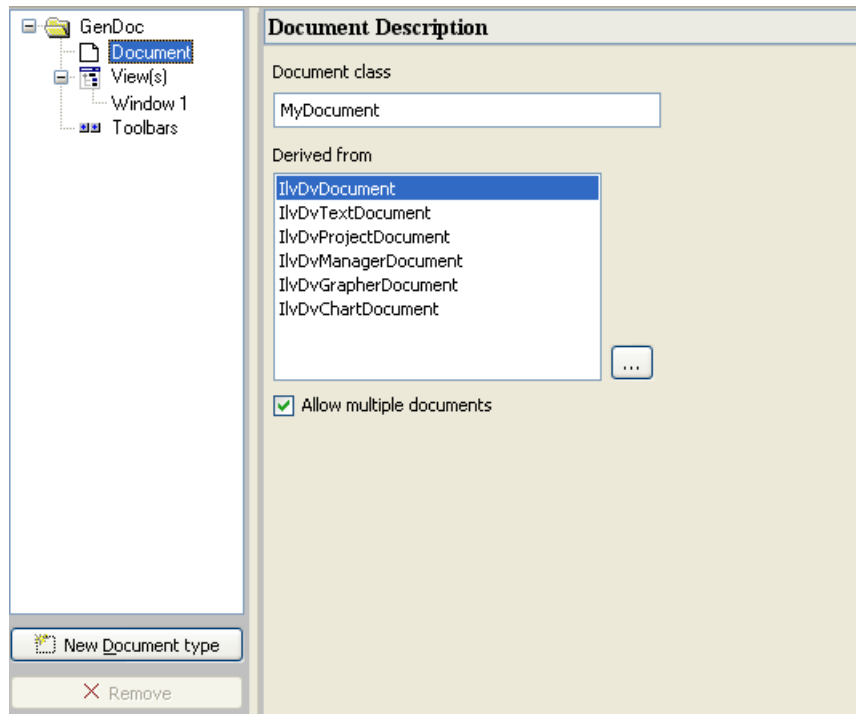 GenDoc
Document
View(s)
Window 1
Toolbars
New Document type
Remove
Document Description
Document class
MyDocument
Derived from
IlvDvDocument
IlvDvTextDocument
IlvDvProjectDocument
IlvDvManagerDocument
IlvDvGrapherDocument
IlvDvChartDocument
...
Allow multiple documents